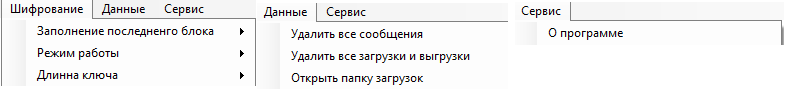 Шифрование Данные Сервис
Заполнение последненго блока
Режим работы
Длинна ключа
Данные Сервис
Удалить все сообщения
Удалить все загрузки и выгрузки
Открыть папку загрузок
Сервис
О программе